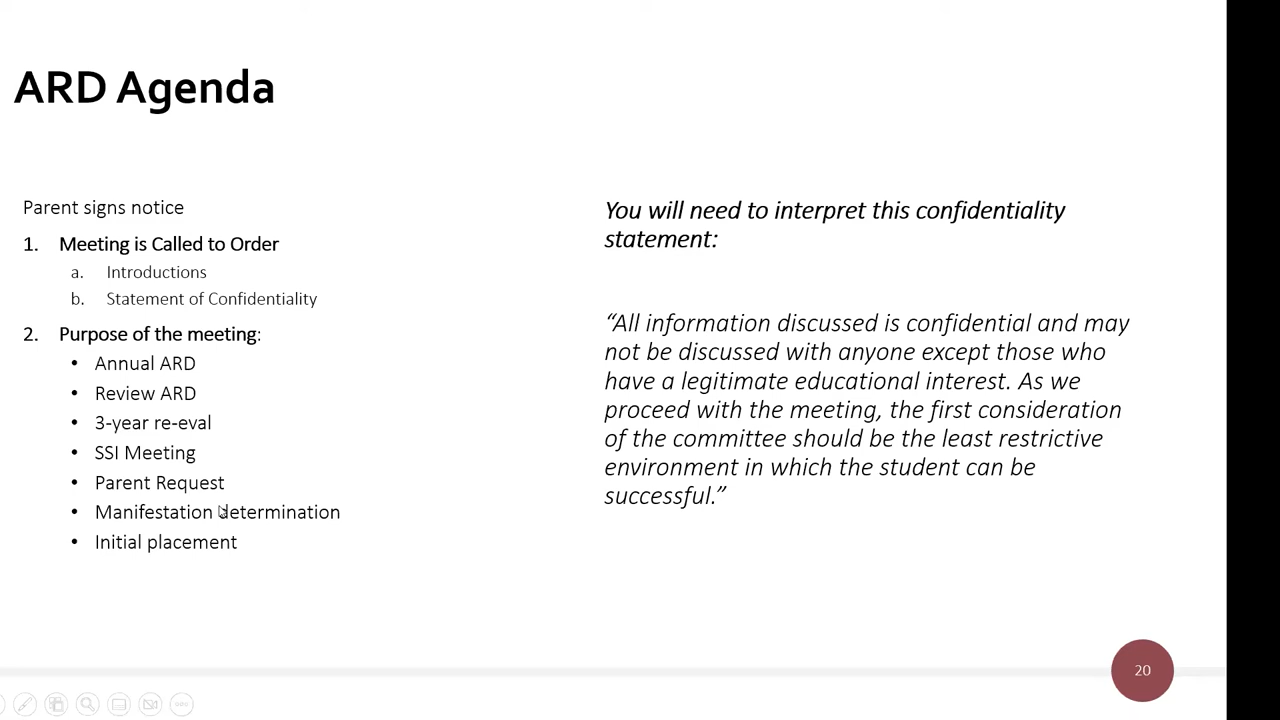 ARD Agenda
Parent signs notice
1. Meeting is Called to Order
a. Introductions
b. Statement of Confidentiality
2. Purpose of the meeting:
• Annual ARD
• Review ARD
• 3-year re-eval
• SSI Meeting
• Parent Request
• Manifestation determination
• Initial placement
You will need to interpret this confidentiality
statement:
“All information discussed is confidential and may
not be discussed with anyone except those who
have a legitimate educational interest. As we
proceed with the meeting, the first consideration
of the committee should be the least restrictive
environment in which the student can be
successful.”
20